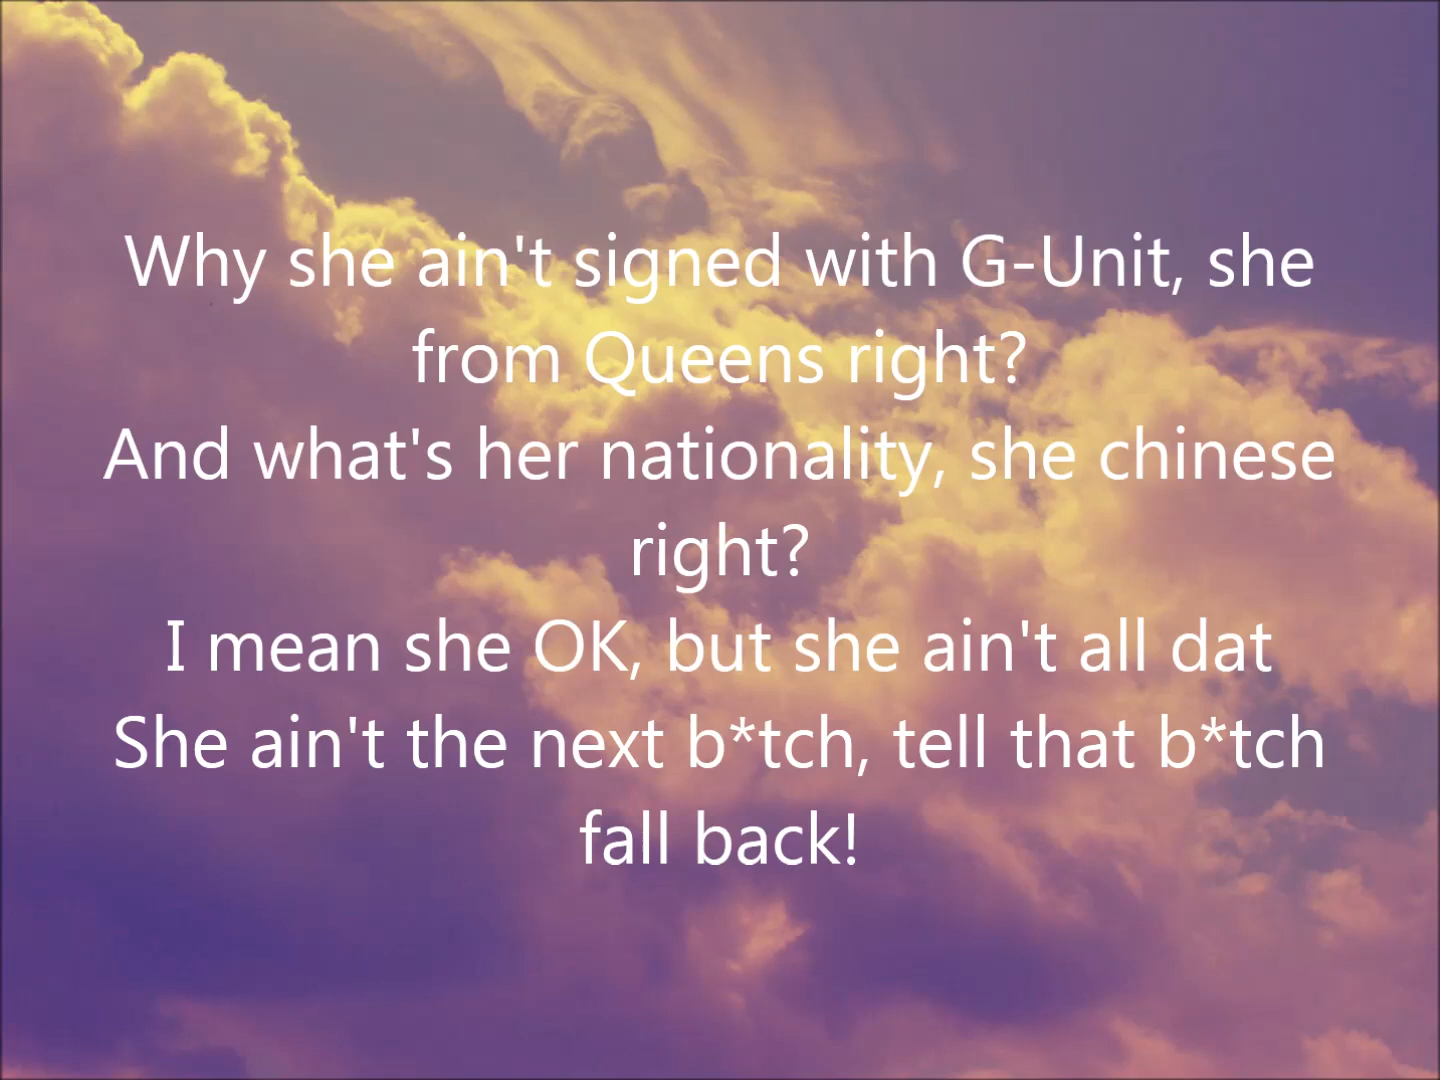 Why she ain't signed with G-Unit, she
from Queens right?
And what's her nationality, she chinese
right?
I mean she OK, but she ain't all dat
She ain't the next b*tch, tell that b*tch
fall back!